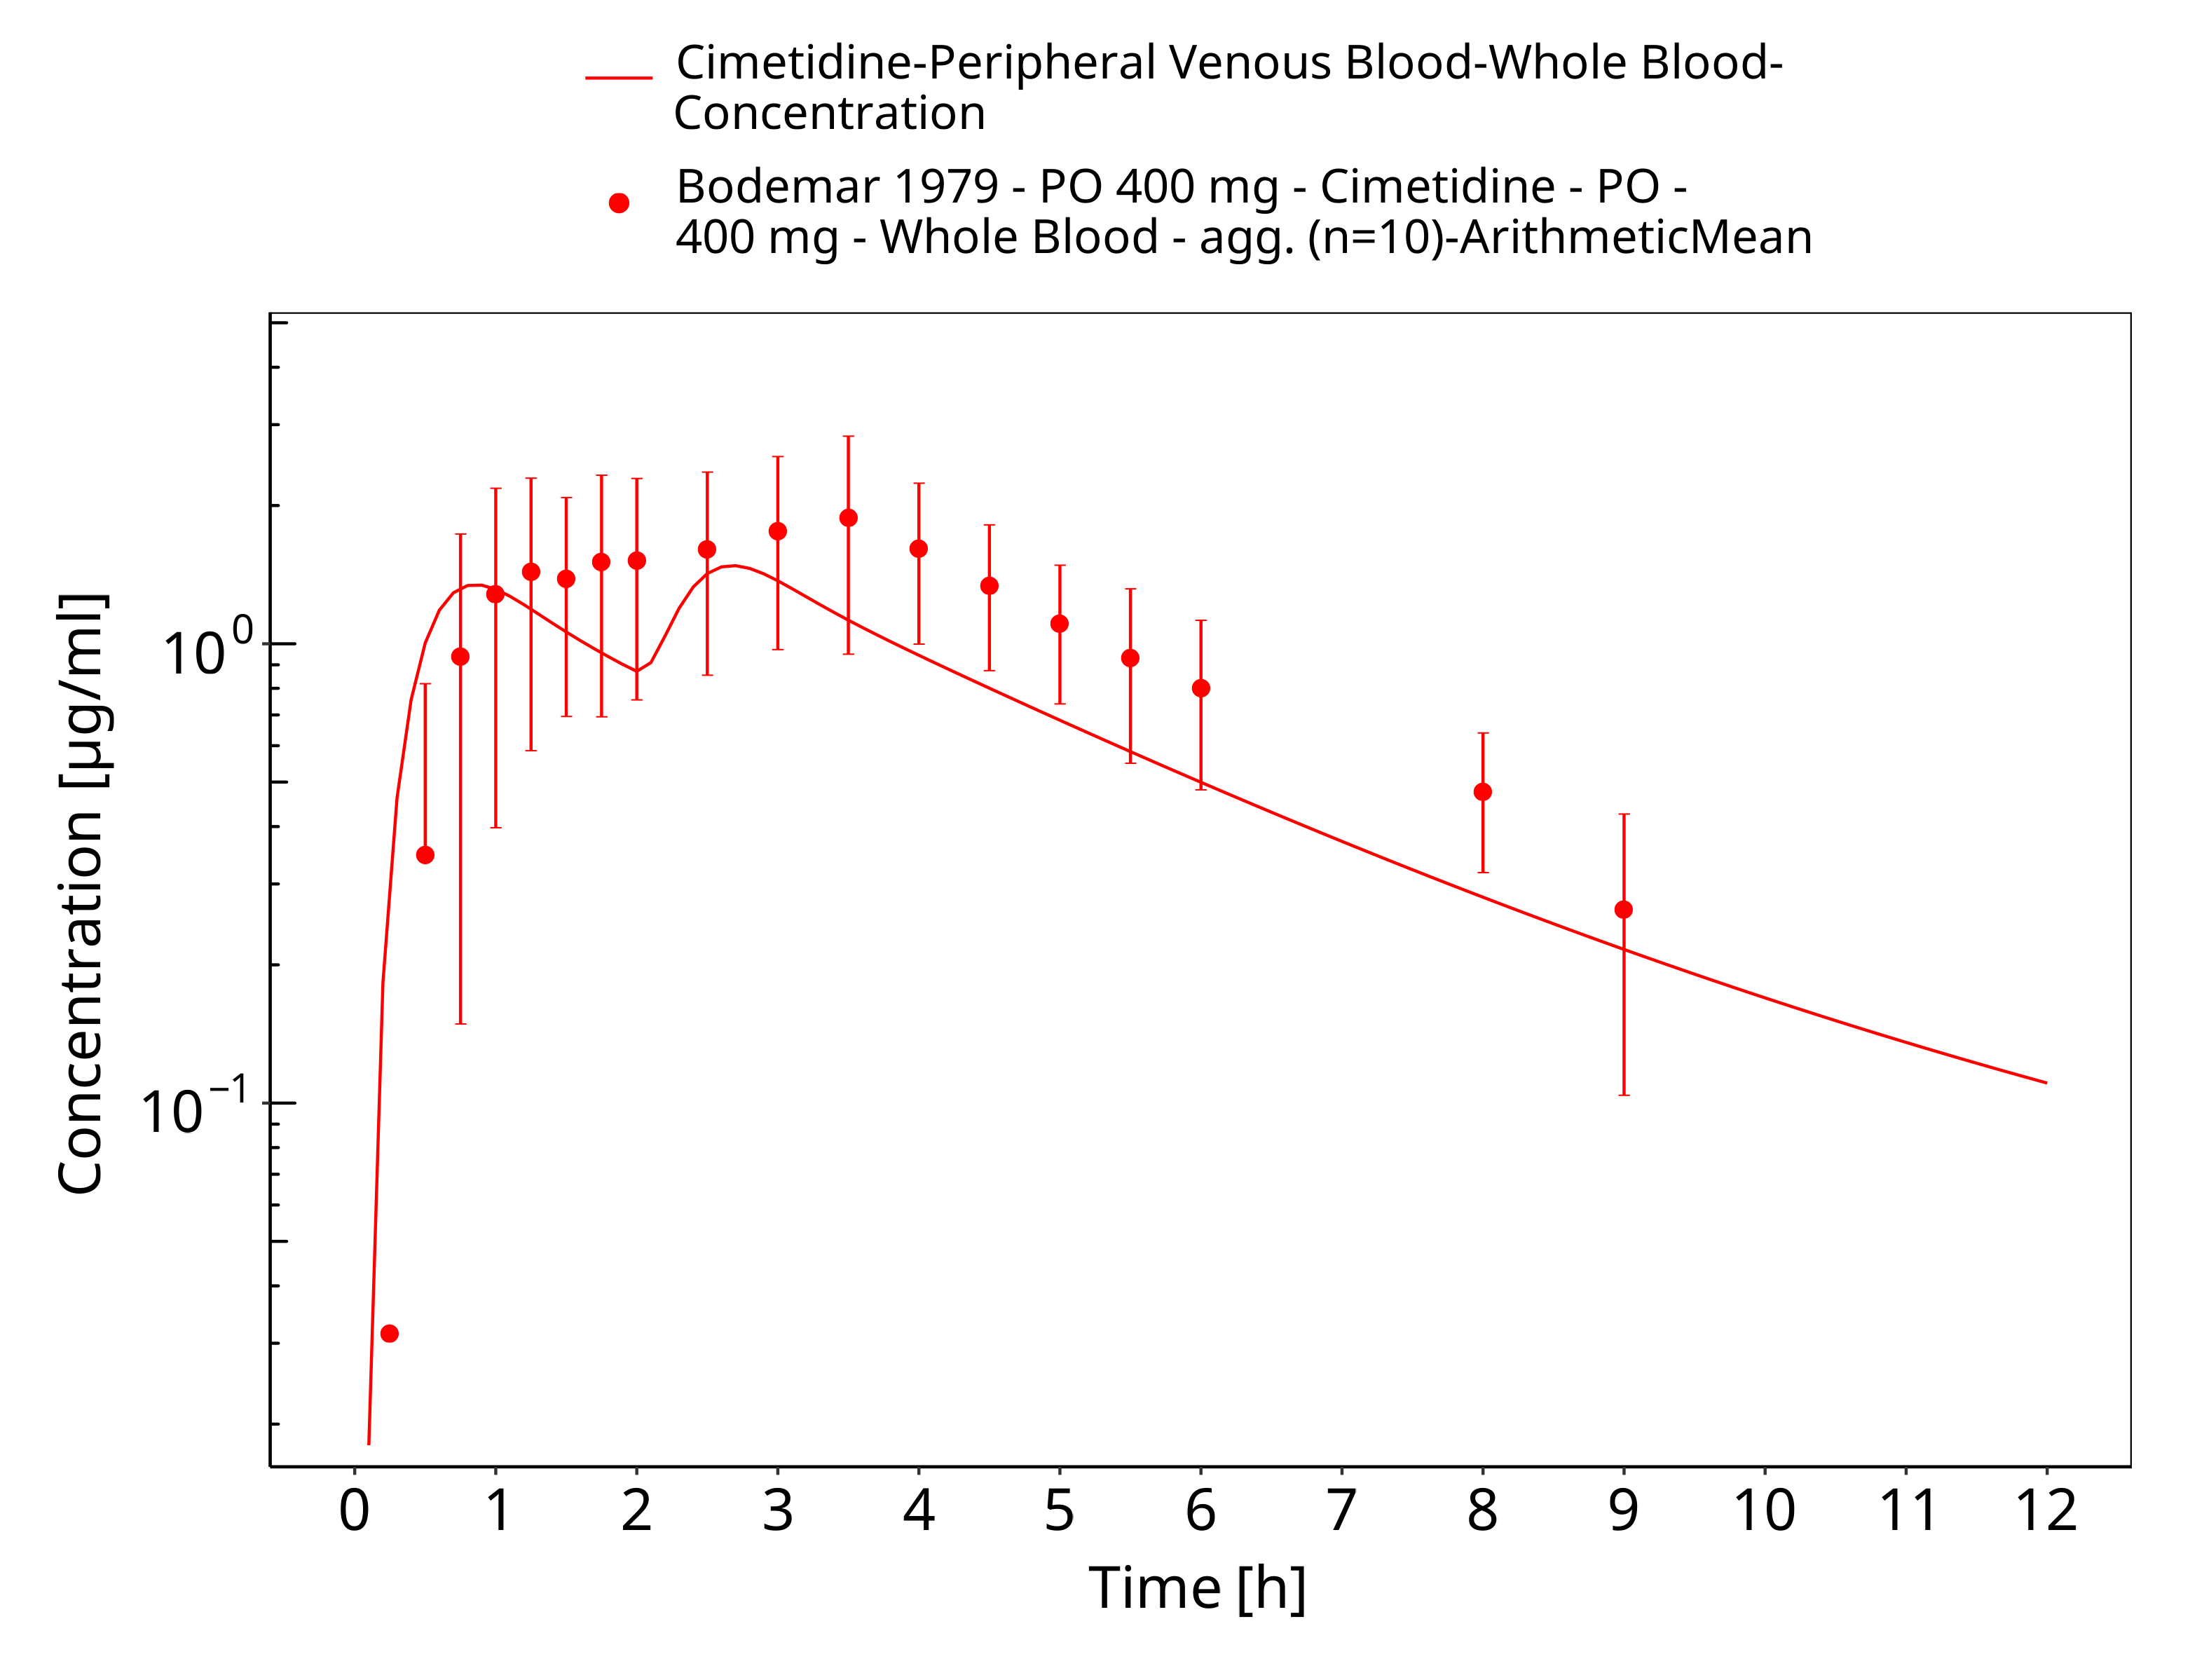 Cimetidine-Peripheral Venous Blood-Whole Blood-
Concentration
Bodemar 1979 - PO 400 mg - Cimetidine - PO -
400 mg - Whole Blood - agg. (n=10)-ArithmeticMean
Concentration [µg/ml]
10⁰
10⁻¹
0 1 2 3 4 5 6 7 8 9 10 11 12
Time [h]